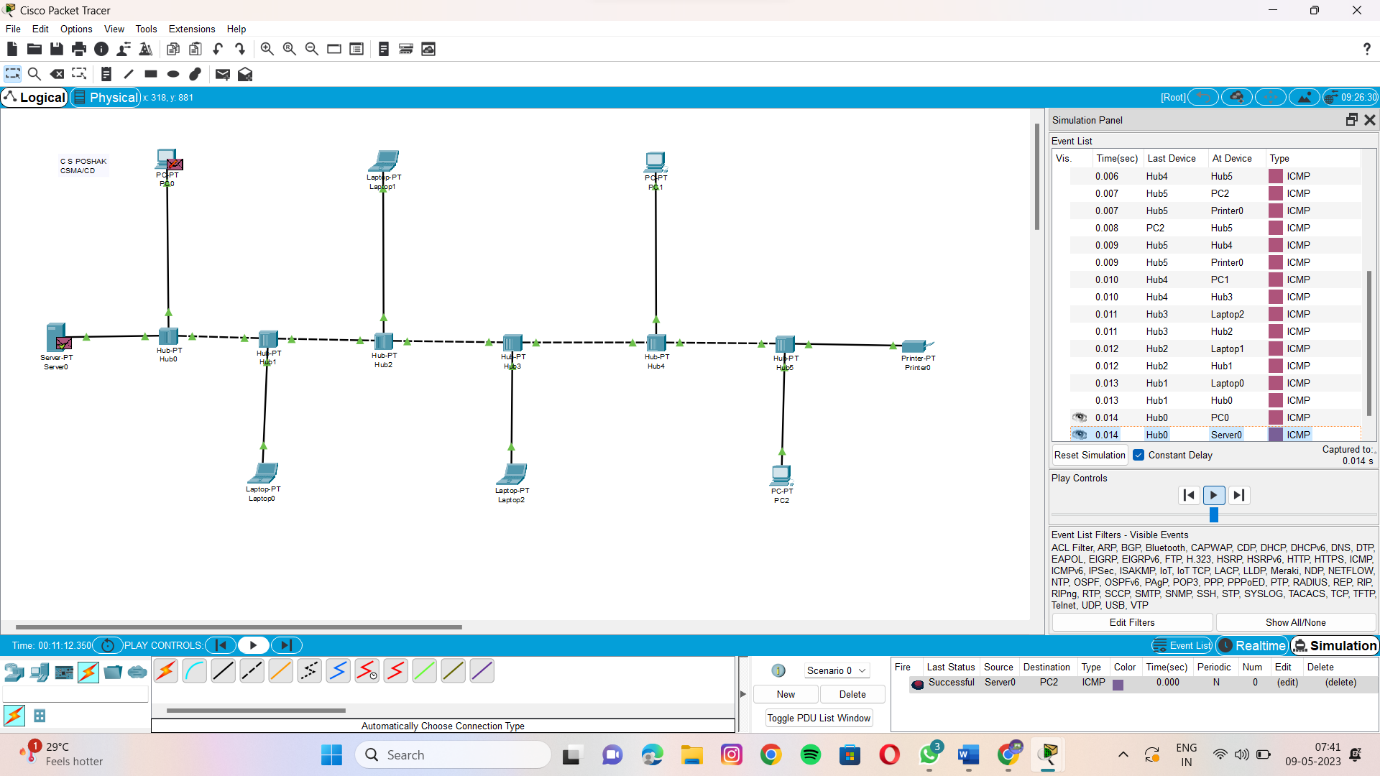 Cisco Packet Tracer
File Edit Options View Tools Extensions Help
?
Logical Physical x: 318, y: 881 [Root] 09:26:30
C S POSHAK
CSMA/CD
PC-PT
PC0
Laptop-PT
Laptop1
PC-PT
PC1
Server-PT
Server0
Hub-PT
Hub0
Hub-PT
Hub1
Hub-PT
Hub2
Hub-PT
Hub3
Hub-PT
Hub4
Hub-PT
Hub5
Printer-PT
Printer0
Laptop-PT
Laptop0
Laptop-PT
Laptop2
PC-PT
PC2
Simulation Panel
Event List
Vis. Time(sec) Last Device At Device Type
0.006 Hub4 Hub5 ICMP
0.007 Hub5 PC2 ICMP
0.007 Hub5 Printer0 ICMP
0.008 PC2 Hub5 ICMP
0.009 Hub5 Hub4 ICMP
0.009 Hub5 Printer0 ICMP
0.010 Hub4 PC1 ICMP
0.010 Hub4 Hub3 ICMP
0.011 Hub3 Laptop2 ICMP
0.011 Hub3 Hub2 ICMP
0.012 Hub2 Laptop1 ICMP
0.012 Hub2 Hub1 ICMP
0.013 Hub1 Laptop0 ICMP
0.013 Hub1 Hub0 ICMP
0.014 Hub0 PC0 ICMP
0.014 Hub0 Server0 ICMP
Reset Simulation Constant Delay Captured to:
0.014 s
Play Controls
Event List Filters - Visible Events
ACL Filter, ARP, BGP, Bluetooth, CAPWAP, CDP, DHCP, DHCPv6, DNS, DTP,
EAPOL, EIGRP, EIGRPv6, FTP, H.323, HSRP, HSRPv6, HTTP, HTTPS, ICMP,
ICMPv6, IPSec, ISAKMP, IoT, IoT TCP, LACP, LLDP, Meraki, NDP, NETFLOW,
NTP, OSPF, OSPFv6, PAgP, POP3, PPP, PPPoED, PTP, RADIUS, REP, RIP,
RIPng, RTP, SCCP, SMTP, SNMP, SSH, STP, SYSLOG, TACACS, TCP, TFTP,
Telnet, UDP, USB, VTP
Edit Filters Show All/None
Time: 00:11:12.350 PLAY CONTROLS: Event List Realtime Simulation
Scenario 0
New Delete
Toggle PDU List Window
Fire Last Status Source Destination Type Color Time(sec) Periodic Num Edit Delete
Successful Server0 PC2 ICMP 0.000 N 0 (edit) (delete)
Automatically Choose Connection Type
1 29°C
Feels hotter
Search
3
ENG
IN
07:41
09-05-2023